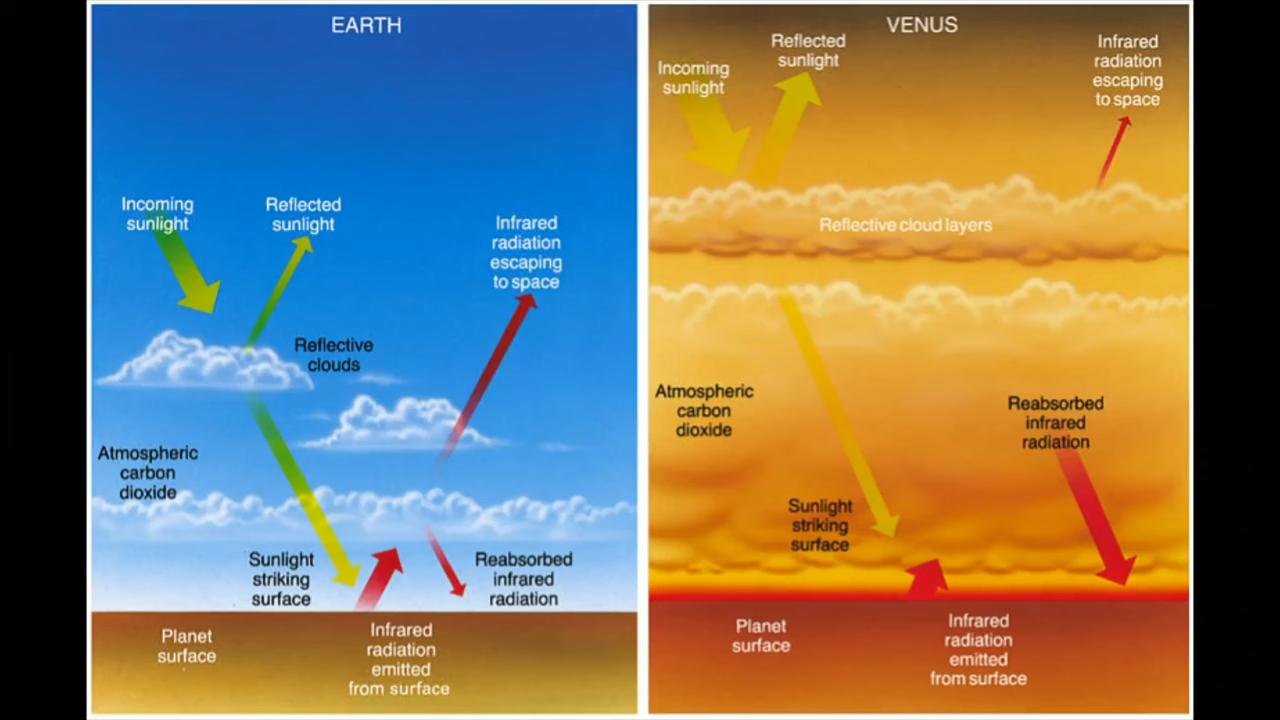 EARTH
Incoming
sunlight
Reflected
sunlight
Infrared
radiation
escaping
to space
Reflective
clouds
Atmospheric
carbon
dioxide
Sunlight
striking
surface
Reabsorbed
infrared
radiation
Planet
surface
Infrared
radiation
emitted
from surface
VENUS
Incoming
sunlight
Reflected
sunlight
Infrared
radiation
escaping
to space
Reflective cloud layers
Atmospheric
carbon
dioxide
Reabsorbed
infrared
radiation
Sunlight
striking
surface
Planet
surface
Infrared
radiation
emitted
from surface